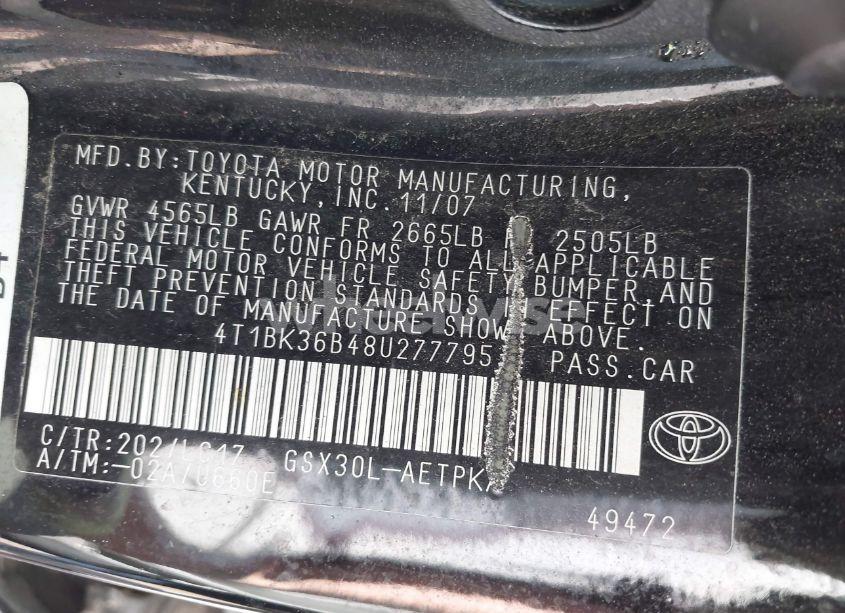 MFD.BY:TOYOTA MOTOR MANUFACTURING,
KENTUCKY,INC. 11/07
GVWR 4565LB GAWR FR 2665LB 2505LB
THIS VEHICLE CONFORMS TO ALL APPLICABLE
FEDERAL MOTOR VEHICLE SAFETY, BUMPER, AND
THEFT PREVENTION STANDARDS IN EFFECT ON
THE DATE OF MANUFACTURE SHOWN ABOVE.
4T1BK36B48U277795 PASS.CAR
C/TR:202/LC17 GSX30L-AETPKA
A/TM:-02A/U660E
49472